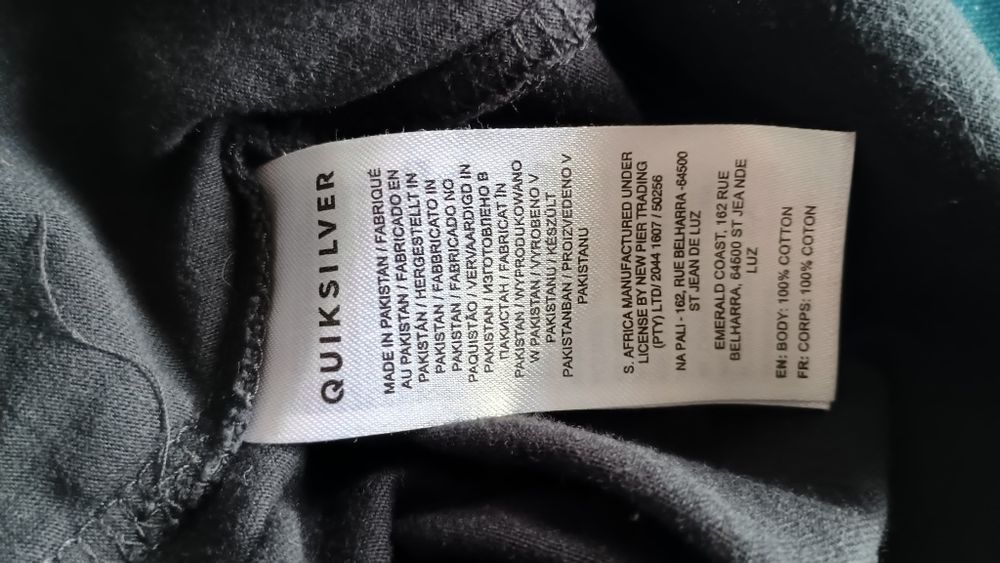 QUIKSILVER
MADE IN PAKISTAN / FABRIQUÉ
AU PAKISTAN / FABRICADO EN
PAKISTÁN / HERGESTELLT IN
PAKISTAN / FABBRICATO IN
PAKISTAN / FABRICADO NO
PAQUISTÃO / VERVAARDIGD IN
PAKISTAN / ИЗГОТОВЛЕНО В
ПАКИСТАН / FABRICAT ÎN
PAKISTAN / WYPRODUKOWANO
W PAKISTAN / VYROBENO V
PAKISTANU / KÉSZÜLT
PAKISTANBAN / PROIZVEDENO V
PAKISTANU
S. AFRICA MANUFACTURED UNDER
LICENSE BY NEW PIER TRADING
(PTY) LTD/ 2044 1607 / 50256
NA PALI - 162, RUE BELHARRA -64500
ST JEAN DE LUZ
EMERALD COAST, 162 RUE
BELHARRA, 64500 ST JEA NDE
LUZ
EN: BODY: 100% COTTON
FR: CORPS: 100% COTON